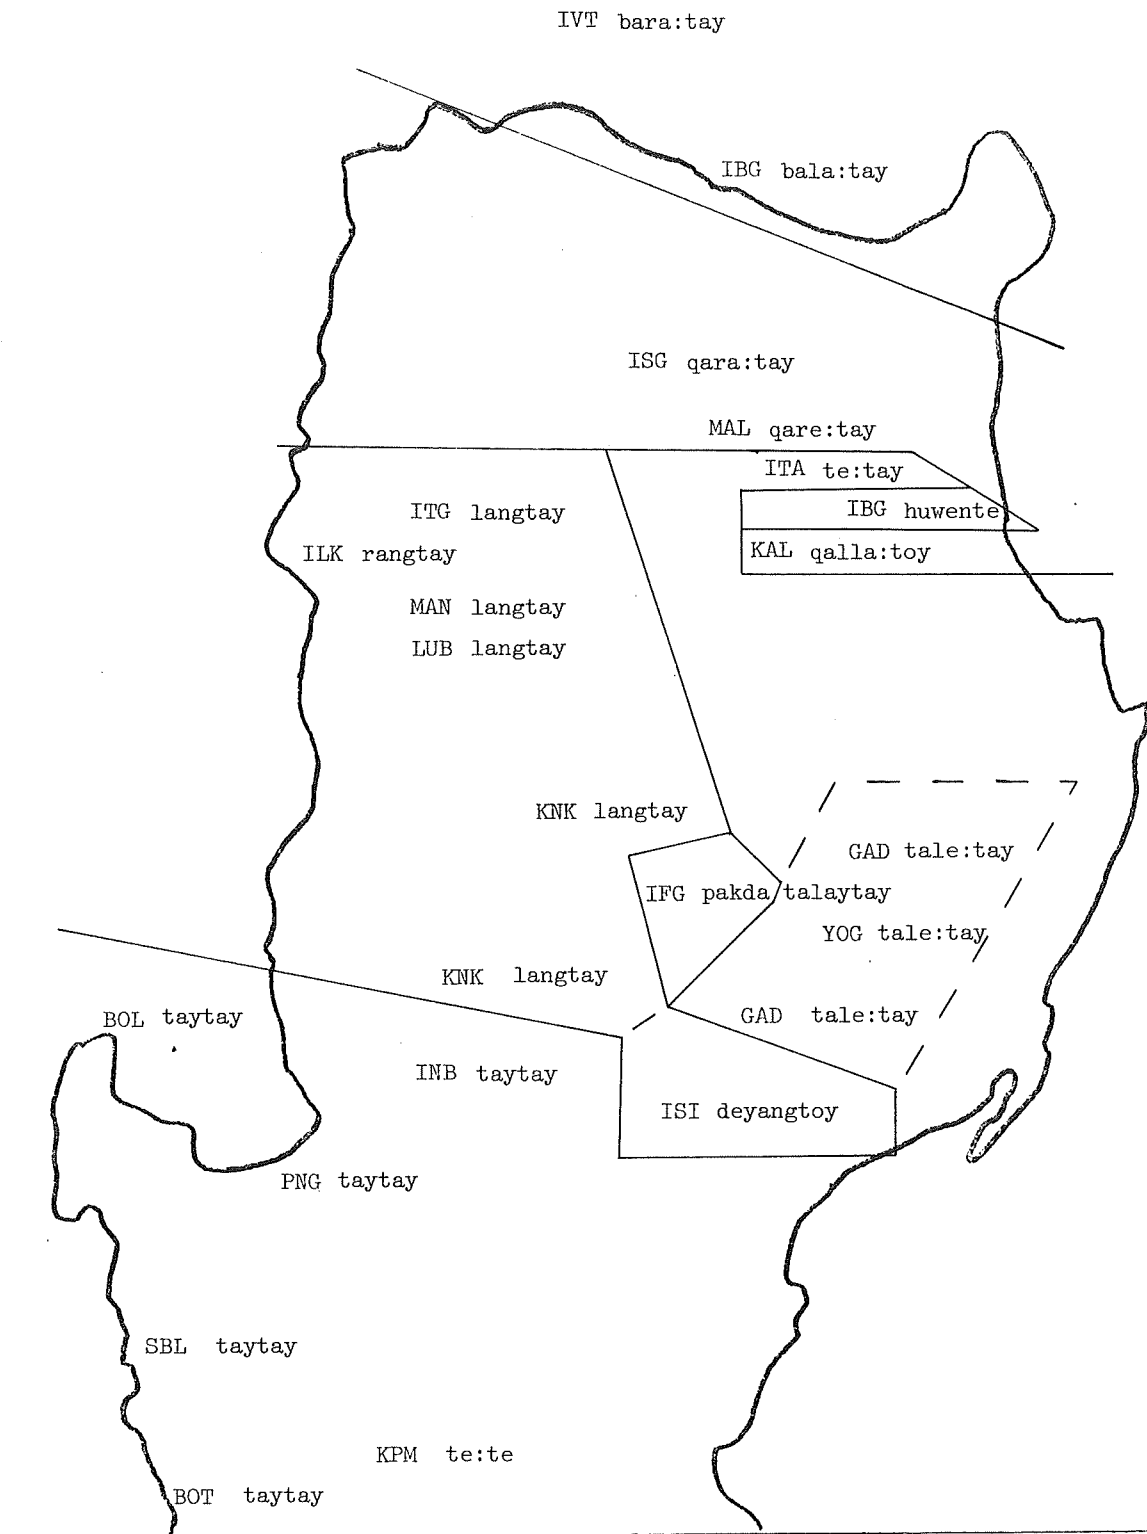 IVT bara:tay
IBG bala:tay
ISG qara:tay
MAL qare:tay
ITA te:tay
ITG langtay
IBG huwente
ILK rangtay
KAL qalla:toy
MAN langtay
LUB langtay
KNK langtay
GAD tale:tay
IFG pakda talaytay
YOG tale:tay
KNK langtay
BOL taytay
GAD tale:tay
INB taytay
ISI deyangtoy
PNG taytay
SBL taytay
KPM te:te
BOT taytay